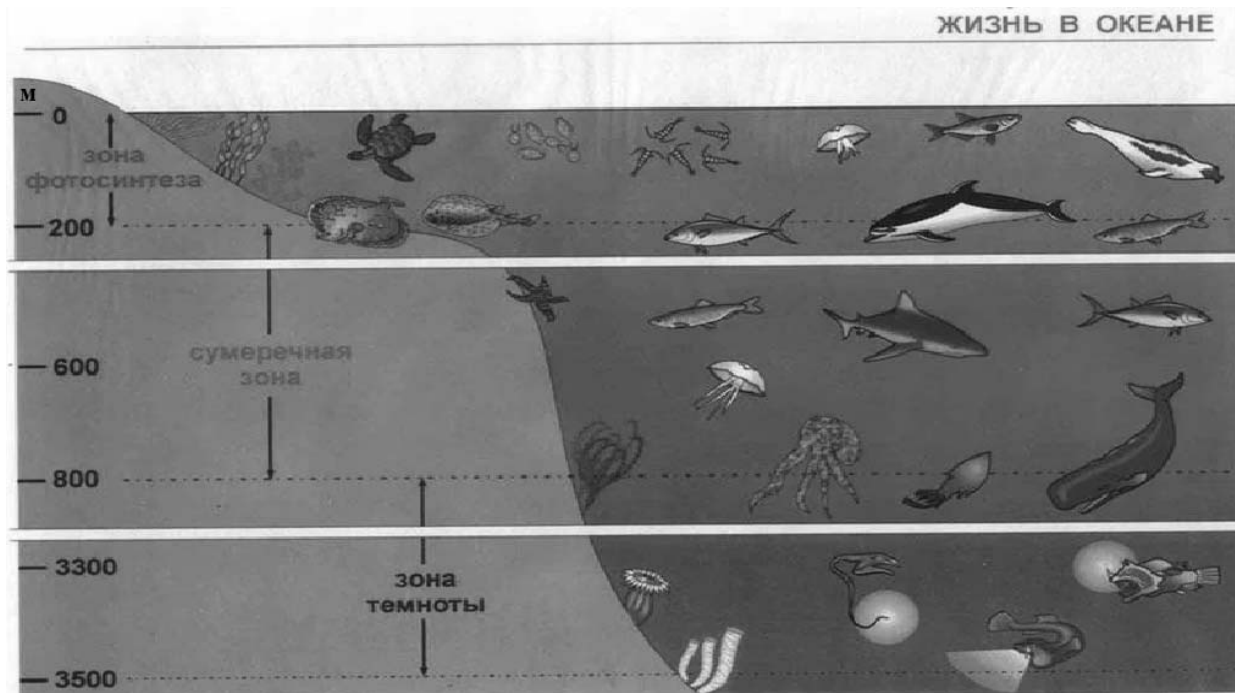 ЖИЗНЬ В ОКЕАНЕ
М
0
зона
фотосинтеза
200
сумеречная
зона
600
800
3300
зона
темноты
3500